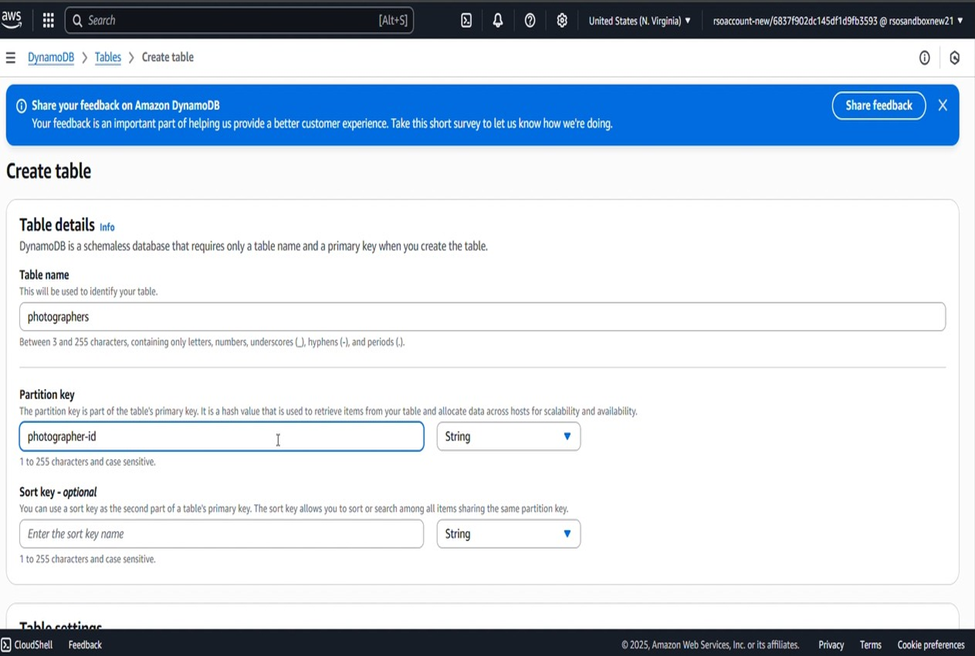 aws
Search [Alt+S] United States (N. Virginia) rsoaccount-new/6837f902dc145df1d9fb3593 @ rsosandboxnew21
DynamoDB > Tables > Create table
Share your feedback on Amazon DynamoDB
Your feedback is an important part of helping us provide a better customer experience. Take this short survey to let us know how we're doing.
Share feedback X
Create table
Table details Info
DynamoDB is a schemaless database that requires only a table name and a primary key when you create the table.
Table name
This will be used to identify your table.
photographers
Between 3 and 255 characters, containing only letters, numbers, underscores (_), hyphens (-), and periods (.).
Partition key
The partition key is part of the table's primary key. It is a hash value that is used to retrieve items from your table and allocate data across hosts for scalability and availability.
photographer-id String
1 to 255 characters and case sensitive.
Sort key - optional
You can use a sort key as the second part of a table's primary key. The sort key allows you to sort or search among all items sharing the same partition key.
Enter the sort key name String
1 to 255 characters and case sensitive.
Table settings
CloudShell Feedback © 2025, Amazon Web Services, Inc. or its affiliates. Privacy Terms Cookie preferences